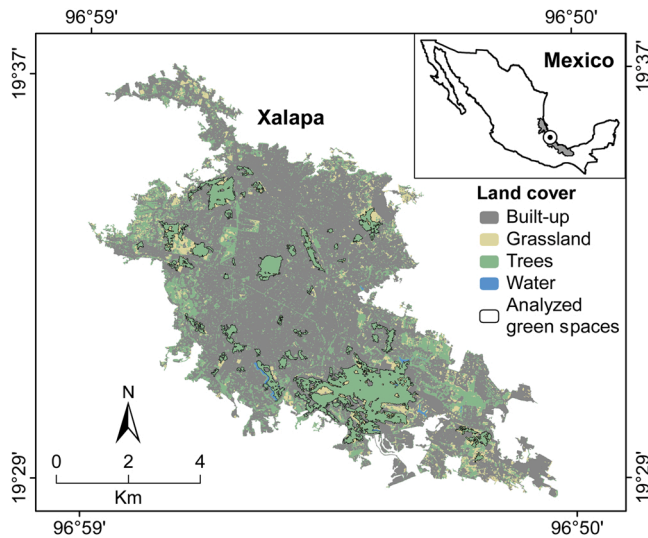 96°59'
96°50'
19°37'
19°37'
Mexico
Xalapa
Land cover
Built-up
Grassland
Trees
Water
Analyzed
green spaces
N
0 2 4
Km
19°29'
19°29'
96°59'
96°50'